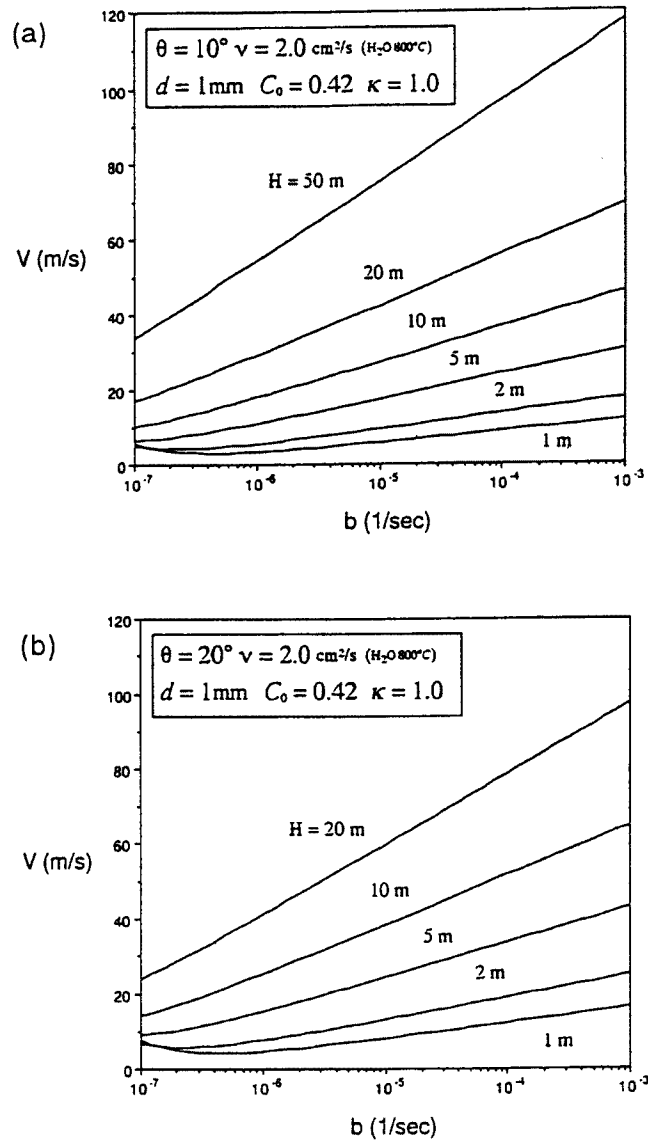 (a)
θ = 10° ν = 2.0 cm²/s (H₂O 800°C)
d = 1mm C₀ = 0.42 κ = 1.0
120
100
80
60
40
20
0
V (m/s)
H = 50 m
20 m
10 m
5 m
2 m
1 m
10⁻⁷ 10⁻⁶ 10⁻⁵ 10⁻⁴ 10⁻³
b (1/sec)
(b)
θ = 20° ν = 2.0 cm²/s (H₂O 800°C)
d = 1mm C₀ = 0.42 κ = 1.0
120
100
80
60
40
20
0
V (m/s)
H = 20 m
10 m
5 m
2 m
1 m
10⁻⁷ 10⁻⁶ 10⁻⁵ 10⁻⁴ 10⁻³
b (1/sec)